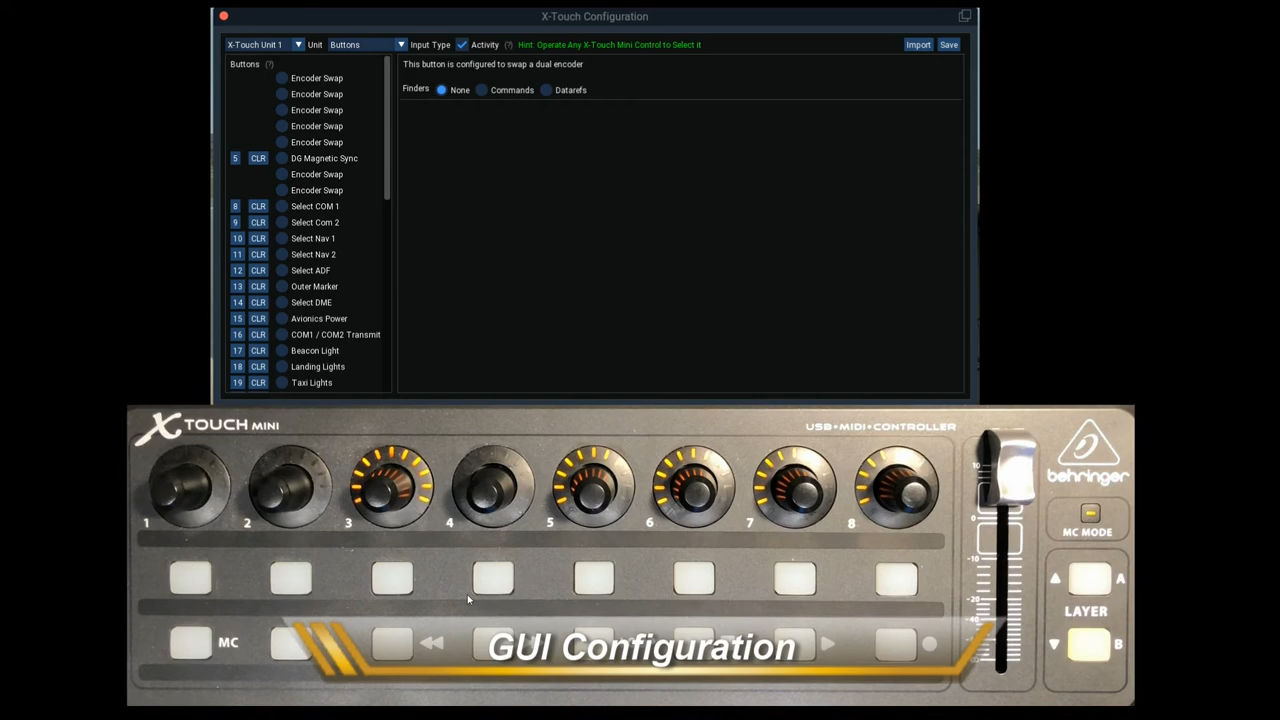 X-Touch Configuration
X-Touch Unit 1 Unit Buttons Input Type Activity (?) Hint: Operate Any X-Touch Mini Control to Select it Import Save
Buttons (?)
This button is configured to swap a dual encoder
Finders None Commands Datarefs
Encoder Swap
Encoder Swap
Encoder Swap
Encoder Swap
Encoder Swap
5 CLR DG Magnetic Sync
Encoder Swap
Encoder Swap
8 CLR Select COM 1
9 CLR Select Com 2
10 CLR Select Nav 1
11 CLR Select Nav 2
12 CLR Select ADF
13 CLR Outer Marker
14 CLR Select DME
15 CLR Avionics Power
16 CLR COM1 / COM2 Transmit
17 CLR Beacon Light
18 CLR Landing Lights
19 CLR Taxi Lights
X TOUCH MINI
USB•MIDI•CONTROLLER
behringer
1 2 3 4 5 6 7 8
10
0
-10
-20
-40
MC MODE
A
LAYER
B
MC
GUI Configuration